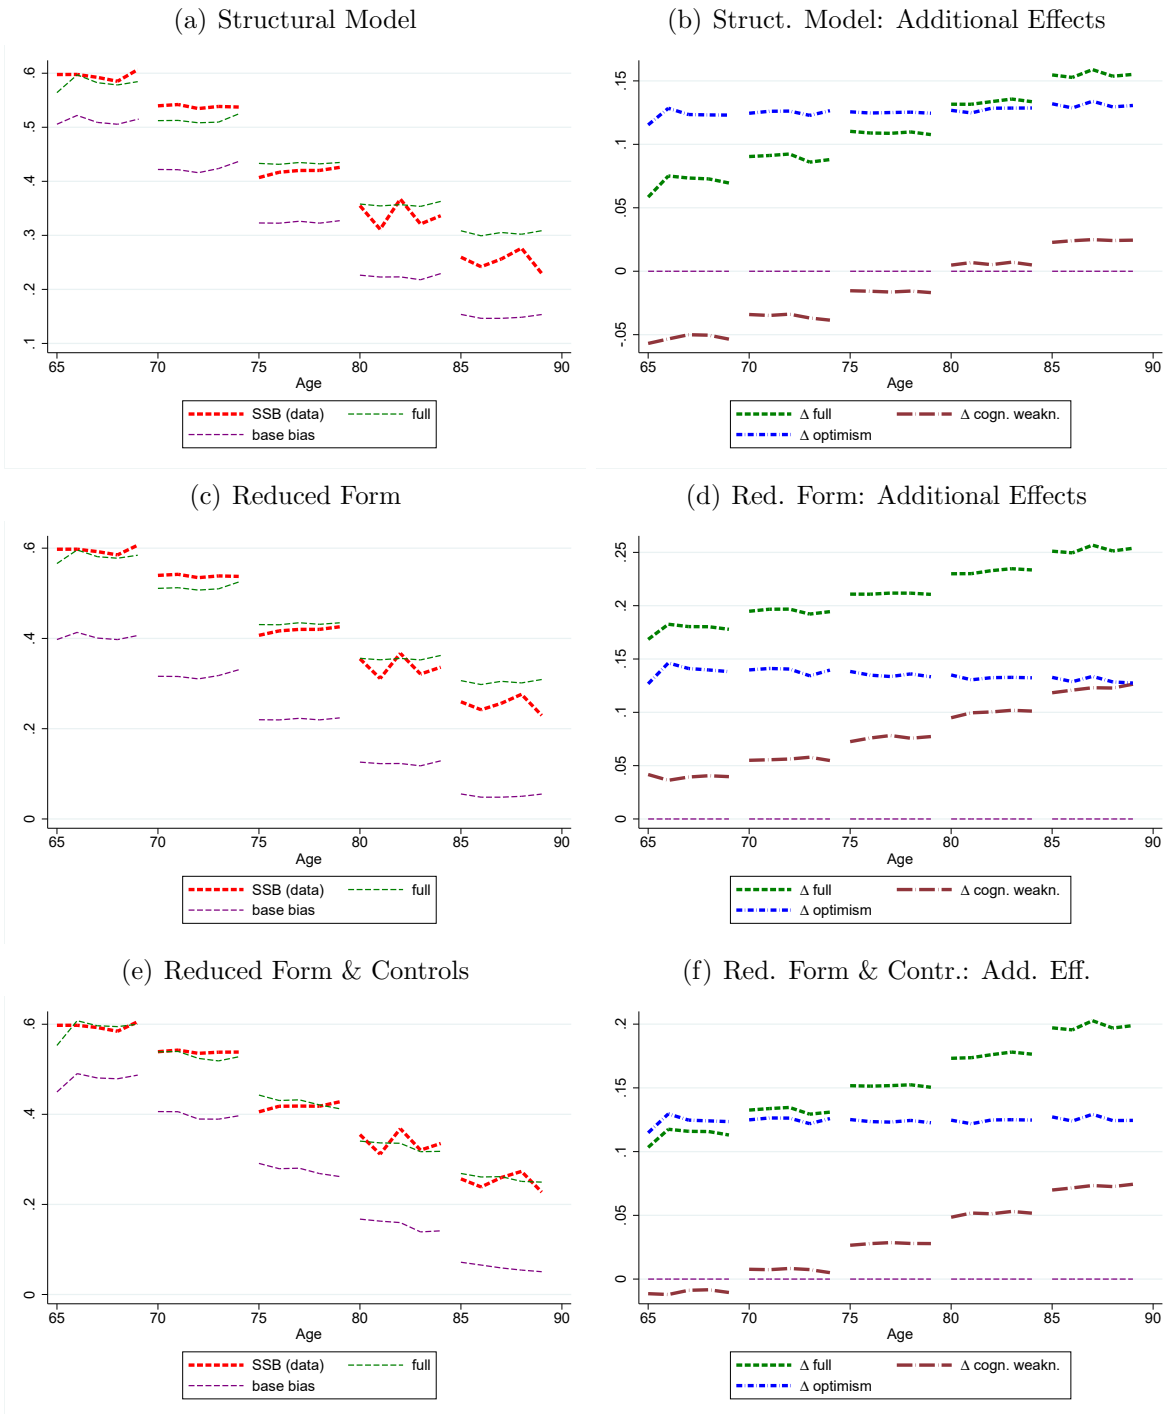 (a) Structural Model
.6
.5
.4
.3
.2
.1
65 70 75 80 85 90
Age
SSB (data) full
base bias
(b) Struct. Model: Additional Effects
.15
.1
.05
0
-.05
65 70 75 80 85 90
Age
Δ full Δ cogn. weakn.
Δ optimism
(c) Reduced Form
.6
.4
.2
0
65 70 75 80 85 90
Age
SSB (data) full
base bias
(d) Red. Form: Additional Effects
.25
.2
.15
.1
.05
0
65 70 75 80 85 90
Age
Δ full Δ cogn. weakn.
Δ optimism
(e) Reduced Form & Controls
.6
.4
.2
0
65 70 75 80 85 90
Age
SSB (data) full
base bias
(f) Red. Form & Contr.: Add. Eff.
.2
.15
.1
.05
0
65 70 75 80 85 90
Age
Δ full Δ cogn. weakn.
Δ optimism